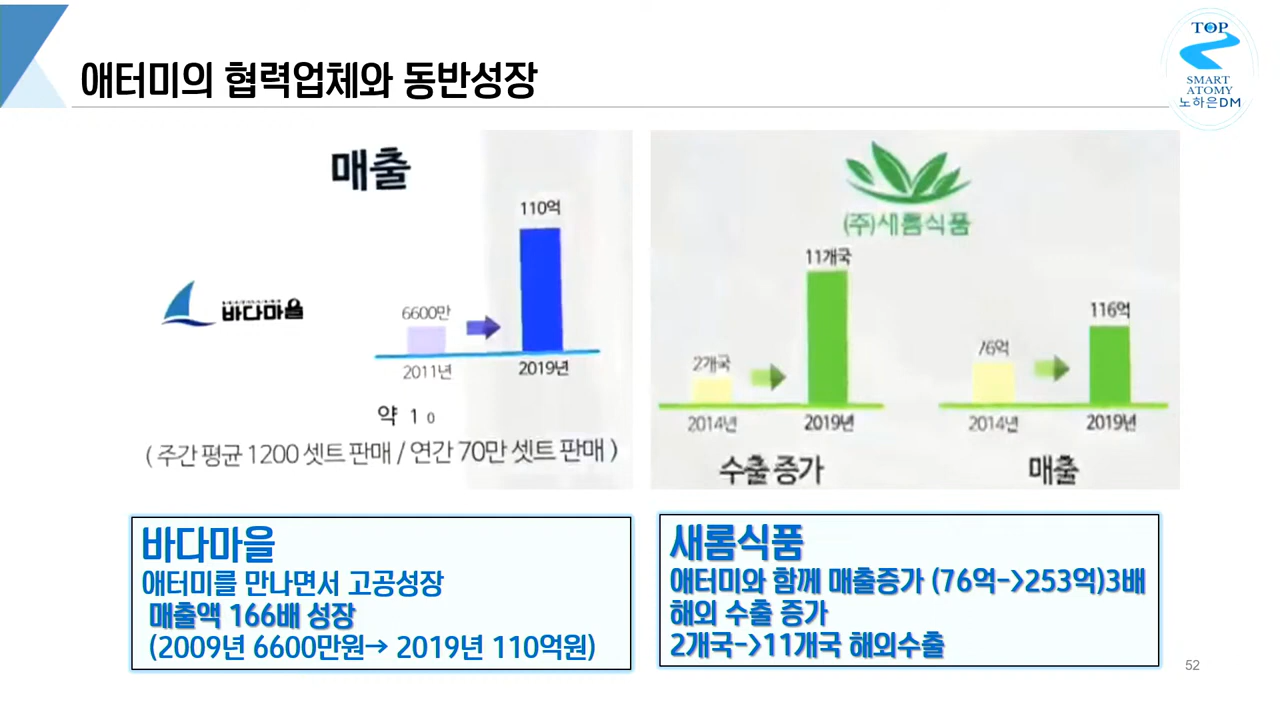 애터미의 협력업체와 동반성장
TOP
SMART
ATOMY
노하은DM
매출
110억
6600만
바다마을
2011년
2019년
약 10
( 주간 평균 1200 셋트 판매 / 연간 70만 셋트 판매 )
(주)새롬식품
11개국
2개국
2014년
2019년
수출 증가
116억
76억
2014년
2019년
매출
바다마을
애터미를 만나면서 고공성장
매출액 166배 성장
(2009년 6600만원→ 2019년 110억원)
새롬식품
애터미와 함께 매출증가 (76억->253억)3배
해외 수출 증가
2개국->11개국 해외수출
52